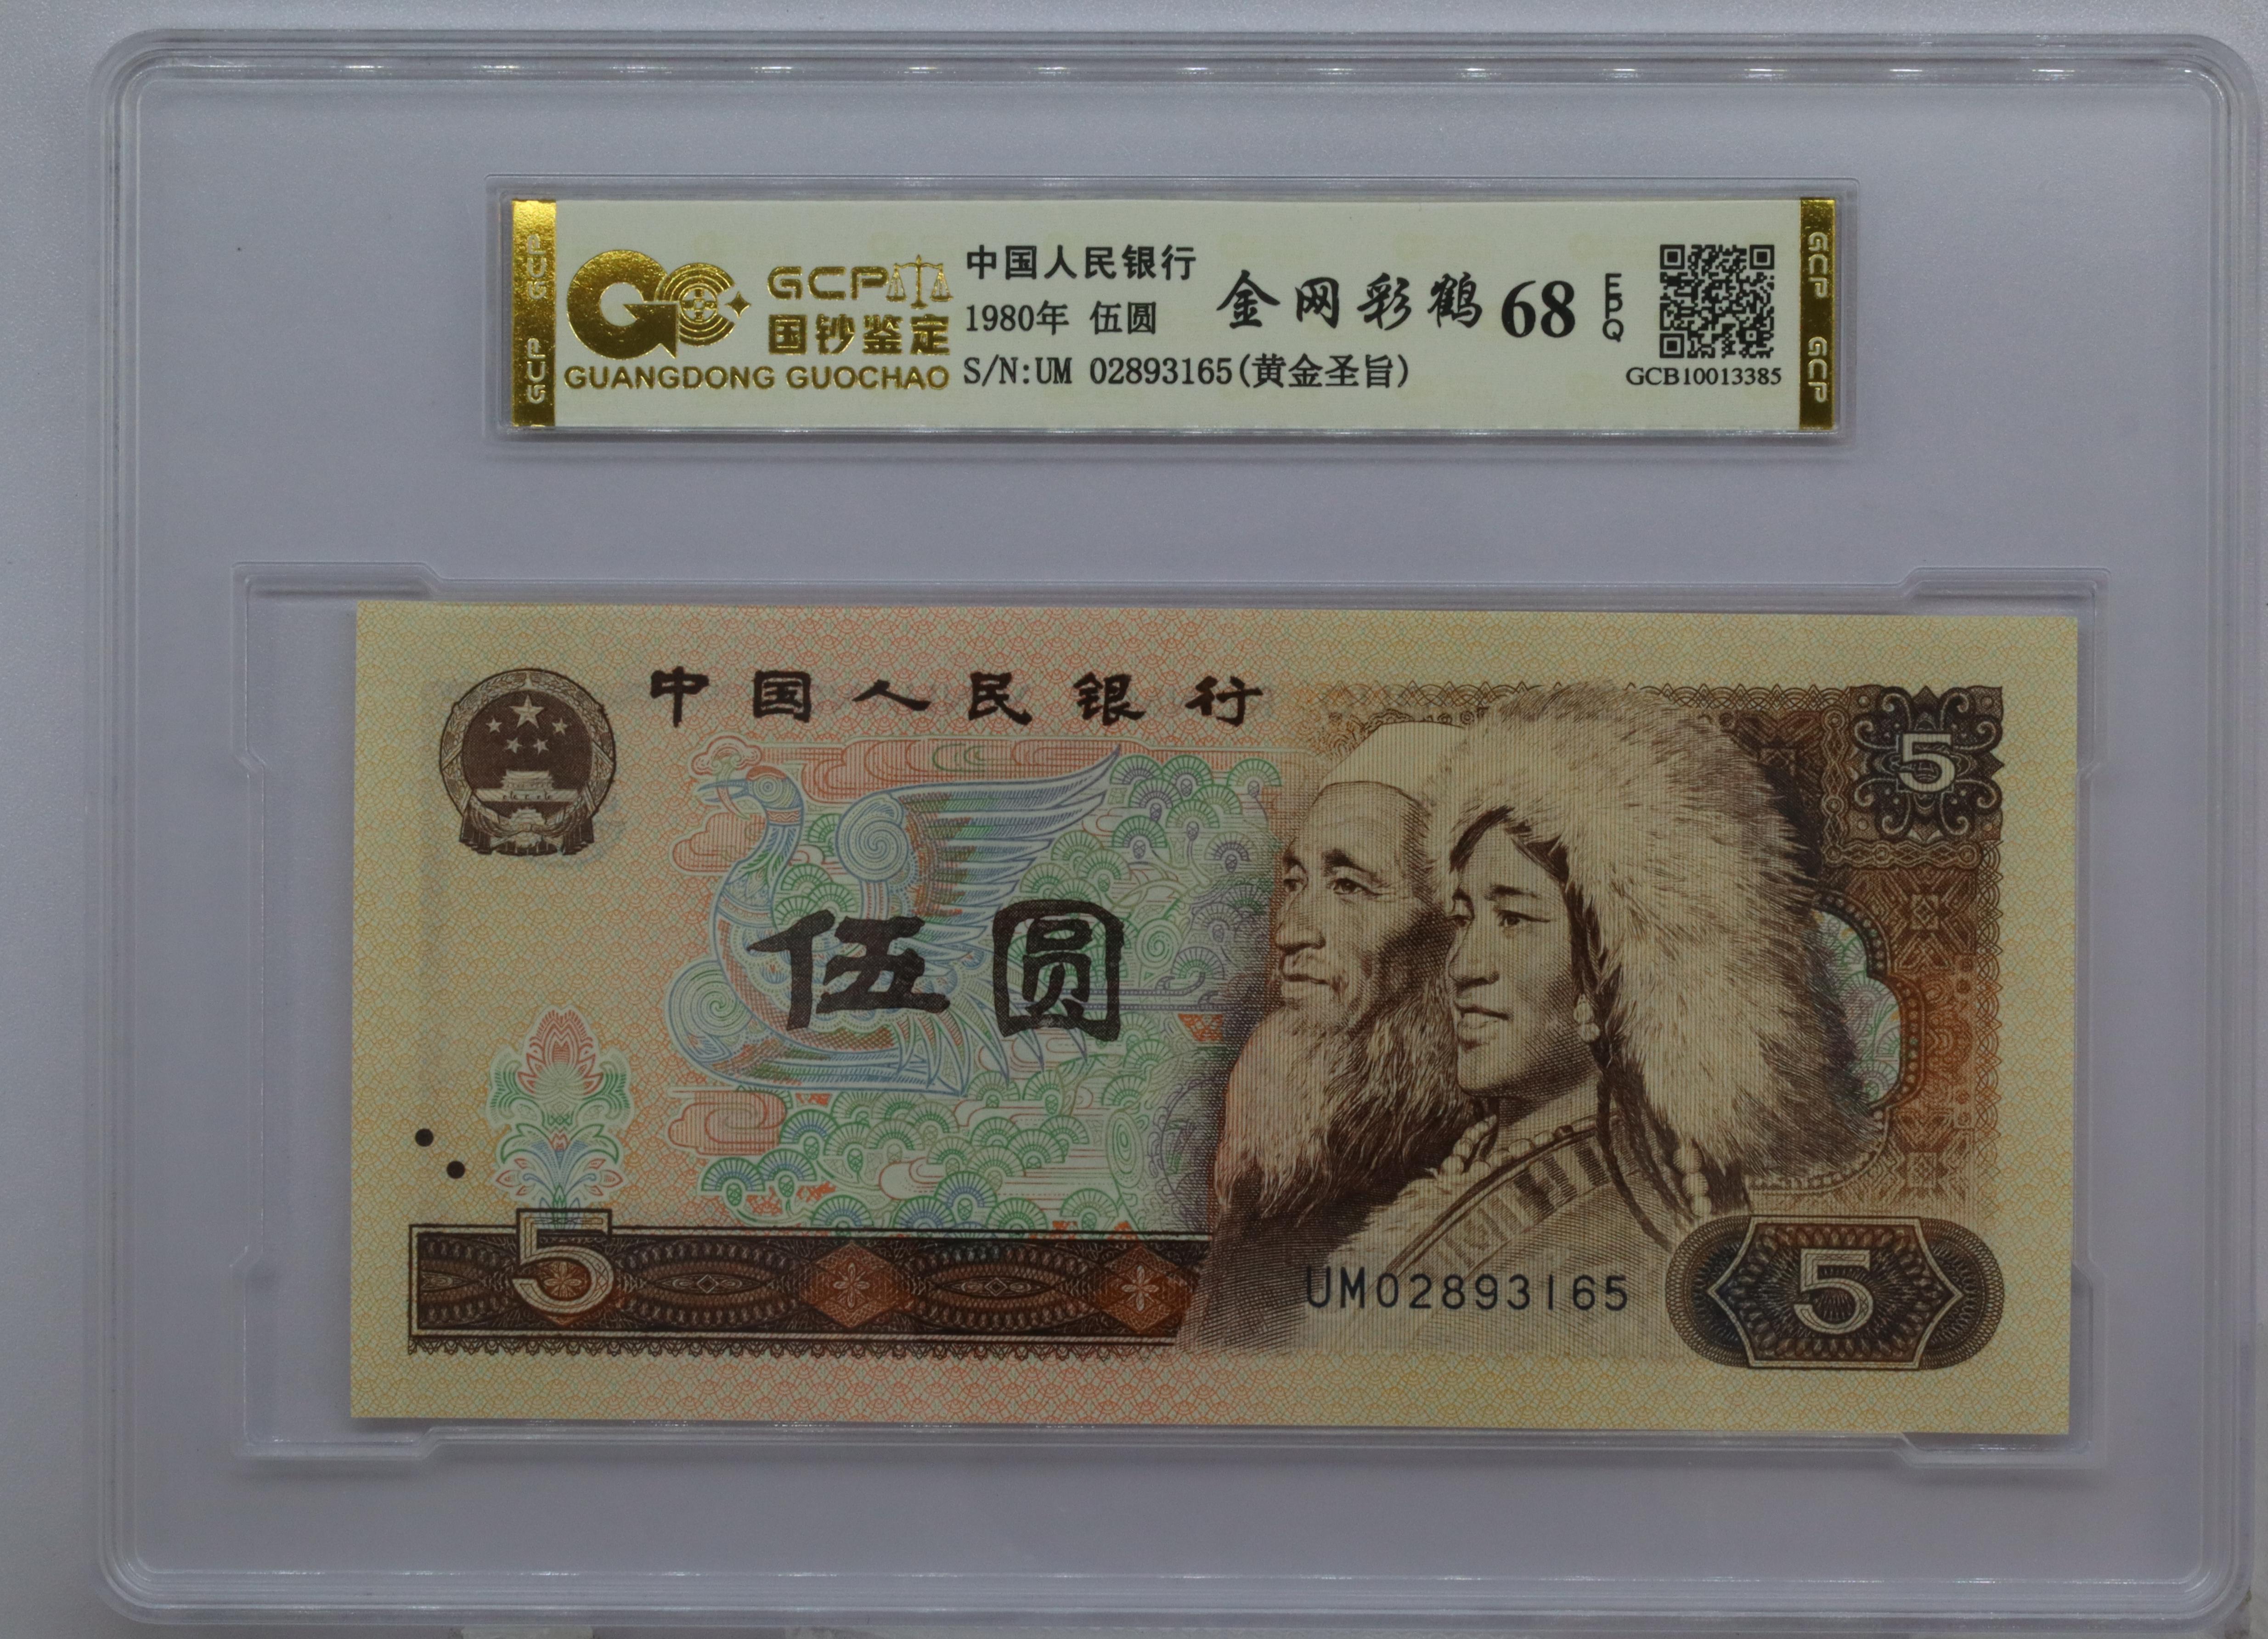 GCP
国钞鉴定
GUANGDONG GUOCHAO
中国人民银行
1980年 伍圆
S/N:UM 02893165(黄金圣旨)
金网彩鹤 68 EPQ
GCB10013385
GCP GCP
GCP GCP
中国人民银行
5
伍圆
5
UM02893165
5